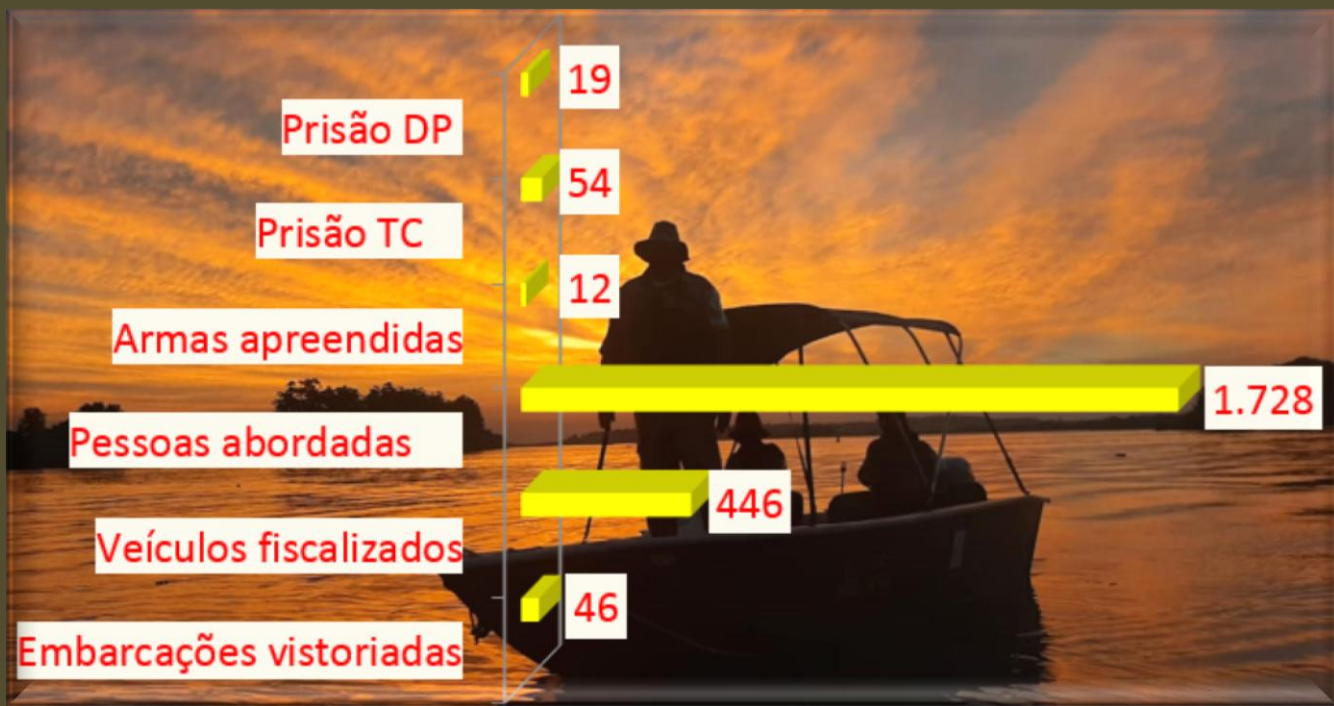 19
Prisão DP
54
Prisão TC
12
Armas apreendidas
1.728
Pessoas abordadas
446
Veículos fiscalizados
46
Embarcações vistoriadas